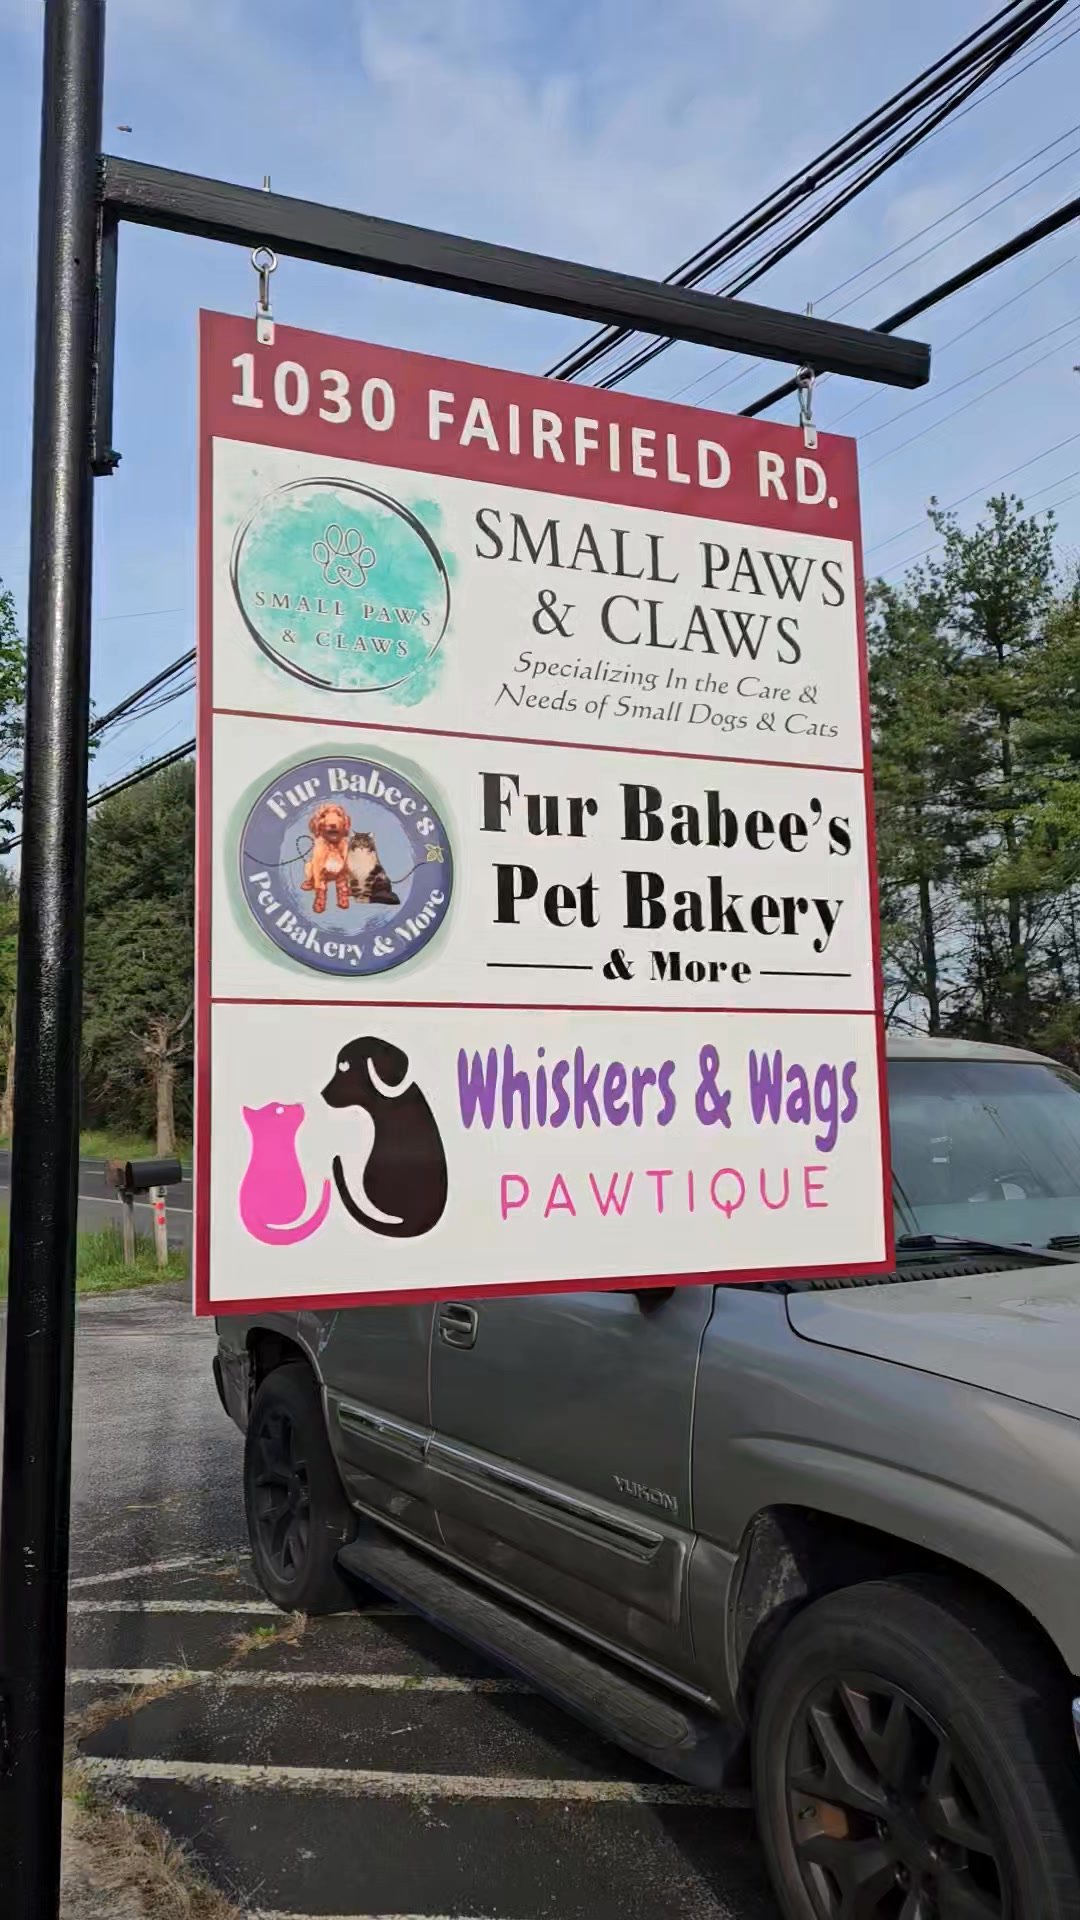 1030 FAIRFIELD RD.
SMALL PAWS
& CLAWS
SMALL PAWS
& CLAWS
Specializing In the Care &
Needs of Small Dogs & Cats
Fur Babee's
Pet Bakery & More
Fur Babee's
Pet Bakery
& More
Whiskers & Wags
PAWTIQUE
YUKON